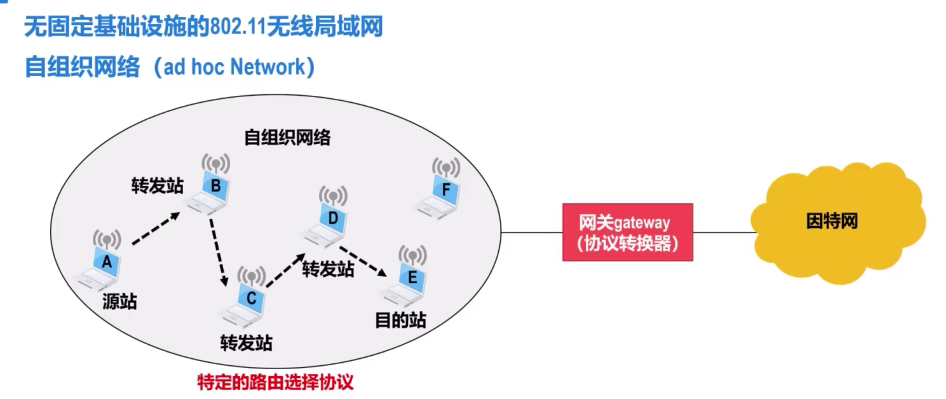 无固定基础设施的802.11无线局域网
自组织网络（ad hoc Network）
自组织网络
转发站
B
F
D
A
源站
转发站
C
转发站
E
目的站
特定的路由选择协议
网关gateway
（协议转换器）
因特网